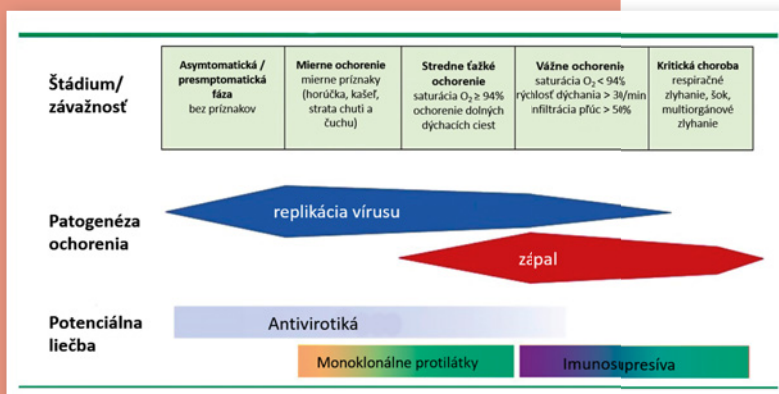 Štádium/
závažnosť
Asymtomatická /
presmptomatická
fáza
bez príznakov
Mierne ochorenie
mierne príznaky
(horúčka, kašeľ,
strata chuti a
čuchu)
Stredne ťažké
ochorenie
saturácia O₂ ≥ 94%
ochorenie dolných
dýchacích ciest
Vážne ochorenie
saturácia O₂ < 94%
rýchlosť dýchania > 30/min
infiltrácia pľúc > 50%
Kritická choroba
respiračné
zlyhanie, šok,
multiorgánové
zlyhanie
Patogenéza
ochorenia
replikácia vírusu
zápal
Potenciálna
liečba
Antivirotiká
Monoklonálne protilátky
Imunosupresíva